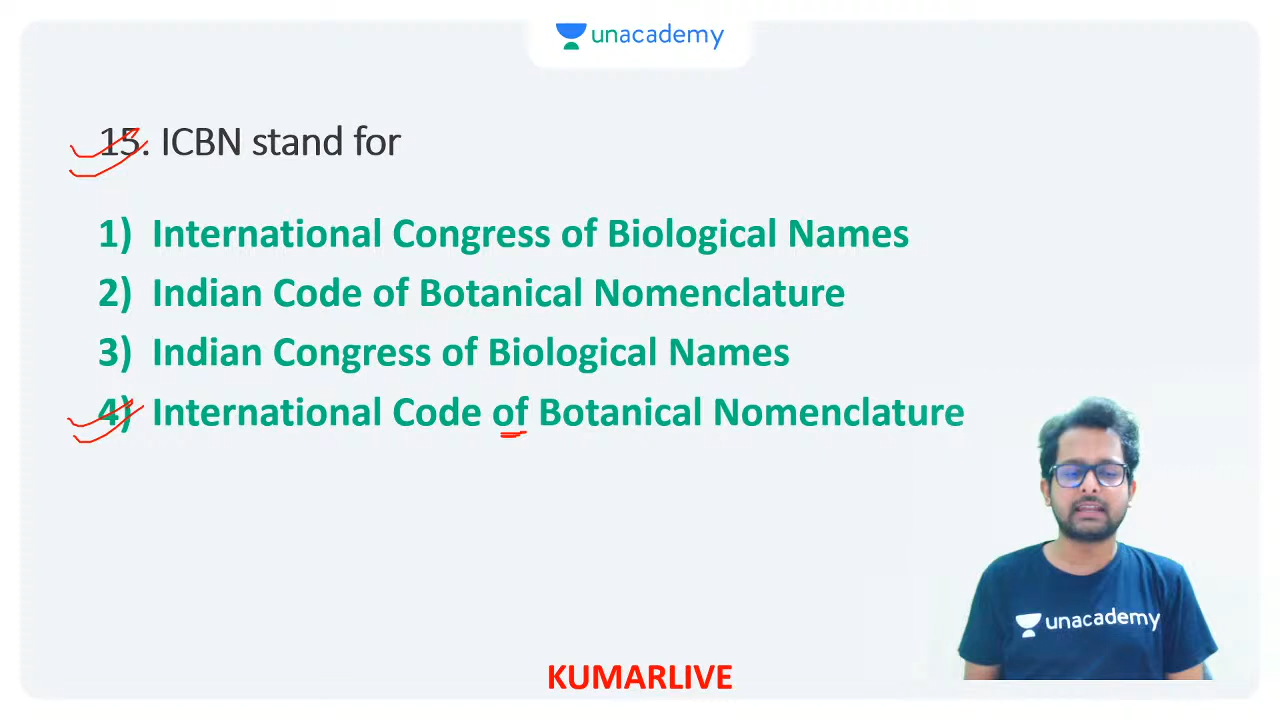 unacademy
15. ICBN stand for
1) International Congress of Biological Names
2) Indian Code of Botanical Nomenclature
3) Indian Congress of Biological Names
4) International Code of Botanical Nomenclature
unacademy
KUMARLIVE